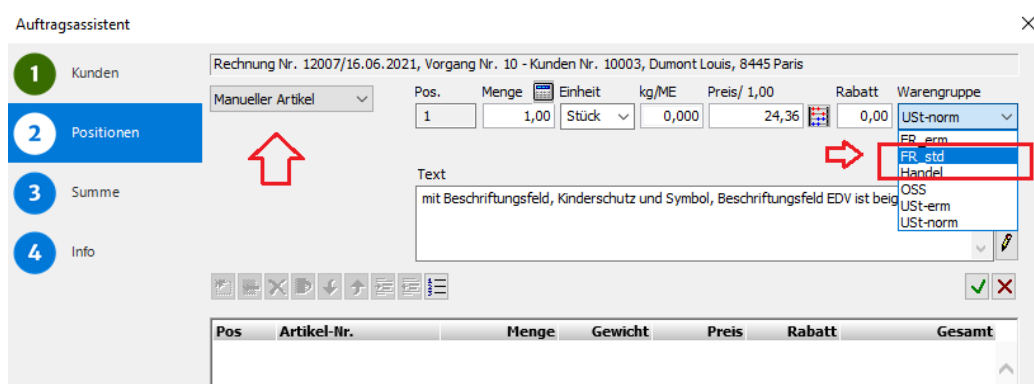 Auftragsassistent
1 Kunden
2 Positionen
3 Summe
4 Info
Rechnung Nr. 12007/16.06.2021, Vorgang Nr. 10 - Kunden Nr. 10003, Dumont Louis, 8445 Paris
Manueller Artikel
Pos. Menge Einheit kg/ME Preis/ 1,00 Rabatt Warengruppe
1 1,00 Stück 0,000 24,36 0,00 USt-norm
FR_erm
FR_std
Handel
OSS
USt-erm
USt-norm
Text
mit Beschriftungsfeld, Kinderschutz und Symbol, Beschriftungsfeld EDV ist beig
Pos Artikel-Nr. Menge Gewicht Preis Rabatt Gesamt